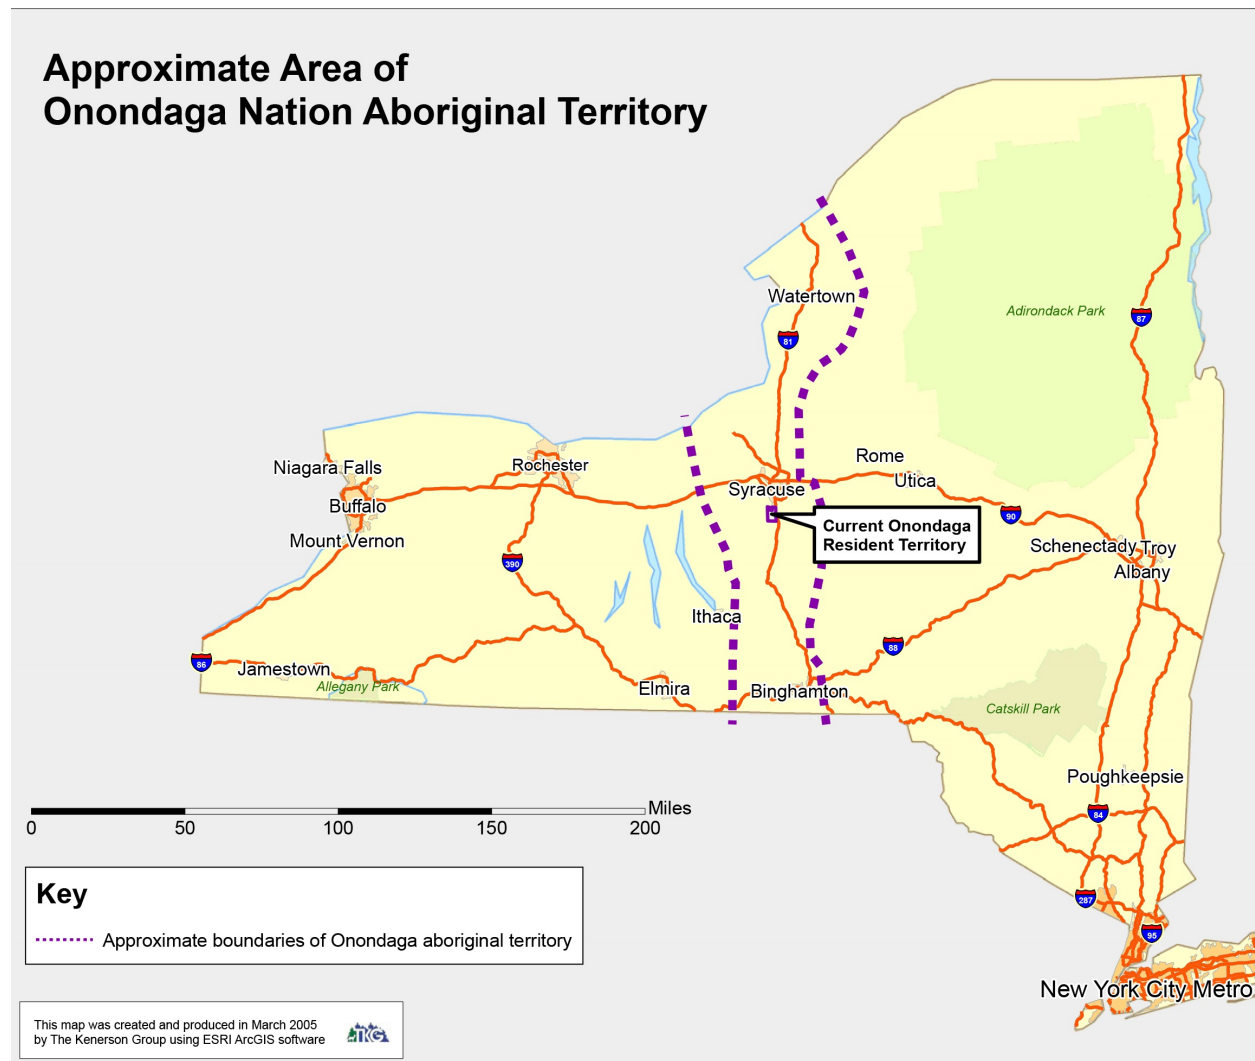 Approximate Area of
Onondaga Nation Aboriginal Territory
Watertown
Adirondack Park
87
81
Niagara Falls
Rochester
Rome
Utica
Buffalo
Syracuse
90
Mount Vernon
Current Onondaga
Resident Territory
Schenectady
Troy
Albany
390
Ithaca
88
86
Jamestown
Allegany Park
Elmira
Binghamton
Catskill Park
Poughkeepsie
84
287
95
New York City Metro
Miles
0 50 100 150 200
Key
Approximate boundaries of Onondaga aboriginal territory
This map was created and produced in March 2005
by The Kenerson Group using ESRI ArcGIS software
TKG